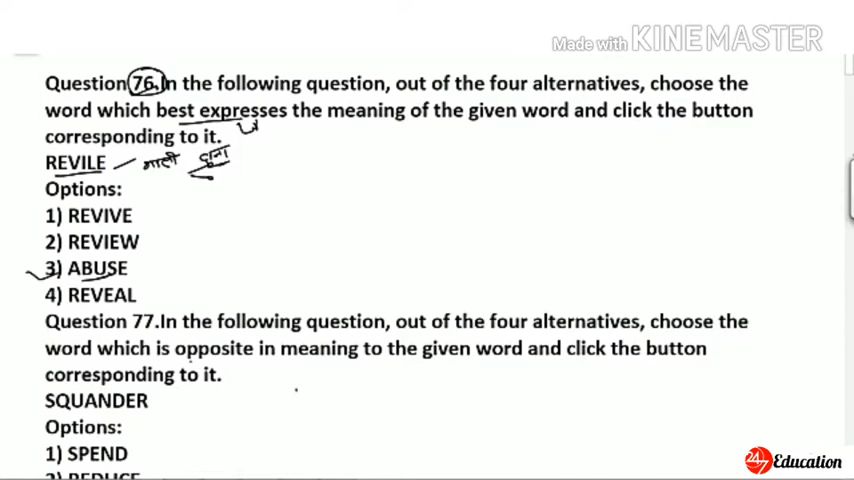 Made with KINEMASTER
Question 76.In the following question, out of the four alternatives, choose the
word which best expresses the meaning of the given word and click the button
corresponding to it.
REVILE – गाली
Options:
1) REVIVE
2) REVIEW
3) ABUSE
4) REVEAL
Question 77.In the following question, out of the four alternatives, choose the
word which is opposite in meaning to the given word and click the button
corresponding to it.
SQUANDER
Options:
1) SPEND
2) REDUCE
24/7 Education